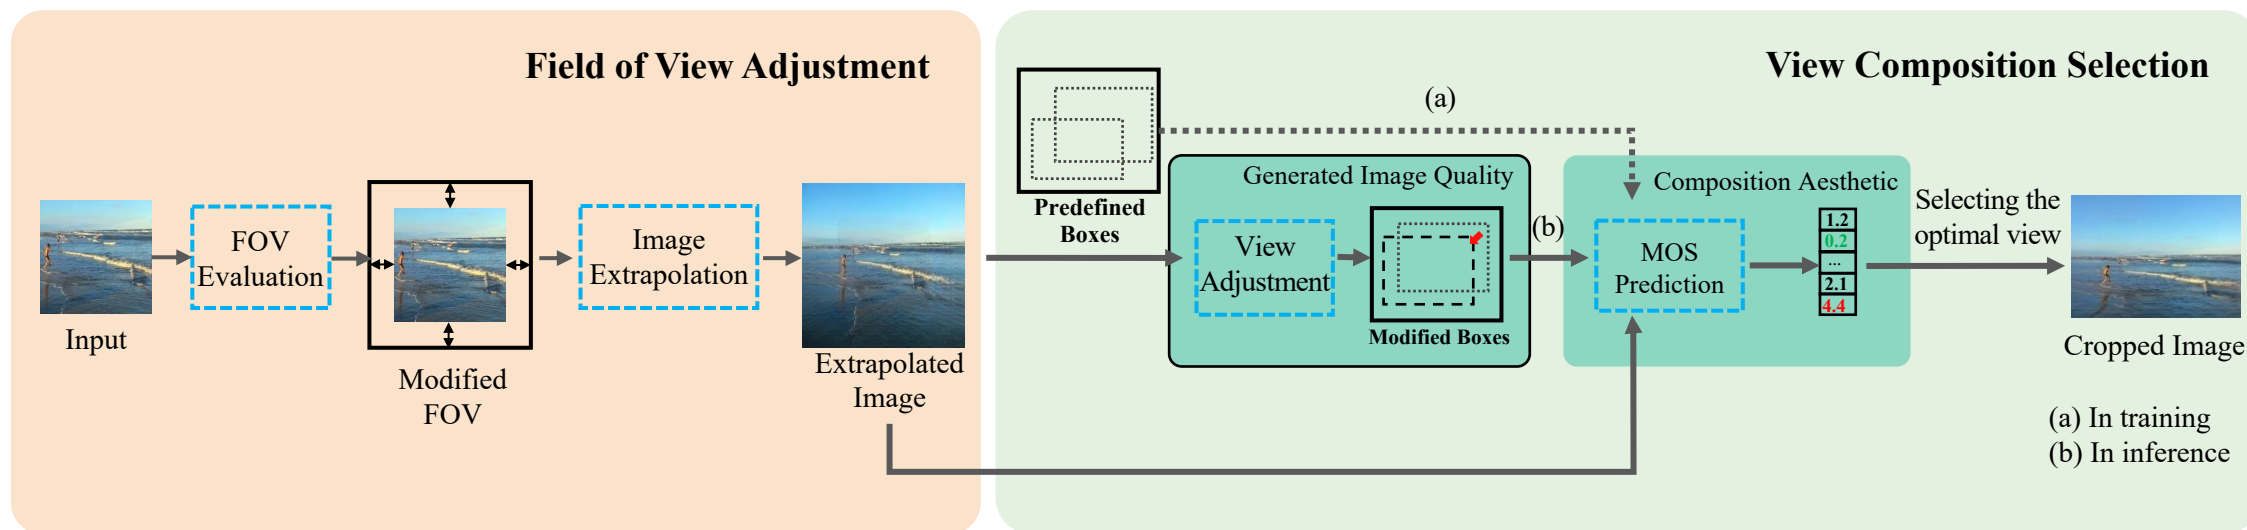 Field of View Adjustment
Input
FOV
Evaluation
Modified
FOV
Image
Extrapolation
Extrapolated
Image
View Composition Selection
Predefined
Boxes
(a)
Generated Image Quality
View
Adjustment
Modified Boxes
(b)
Composition Aesthetic
MOS
Prediction
1.2
0.2
...
2.1
4.4
Selecting the
optimal view
Cropped Image
(a) In training
(b) In inference